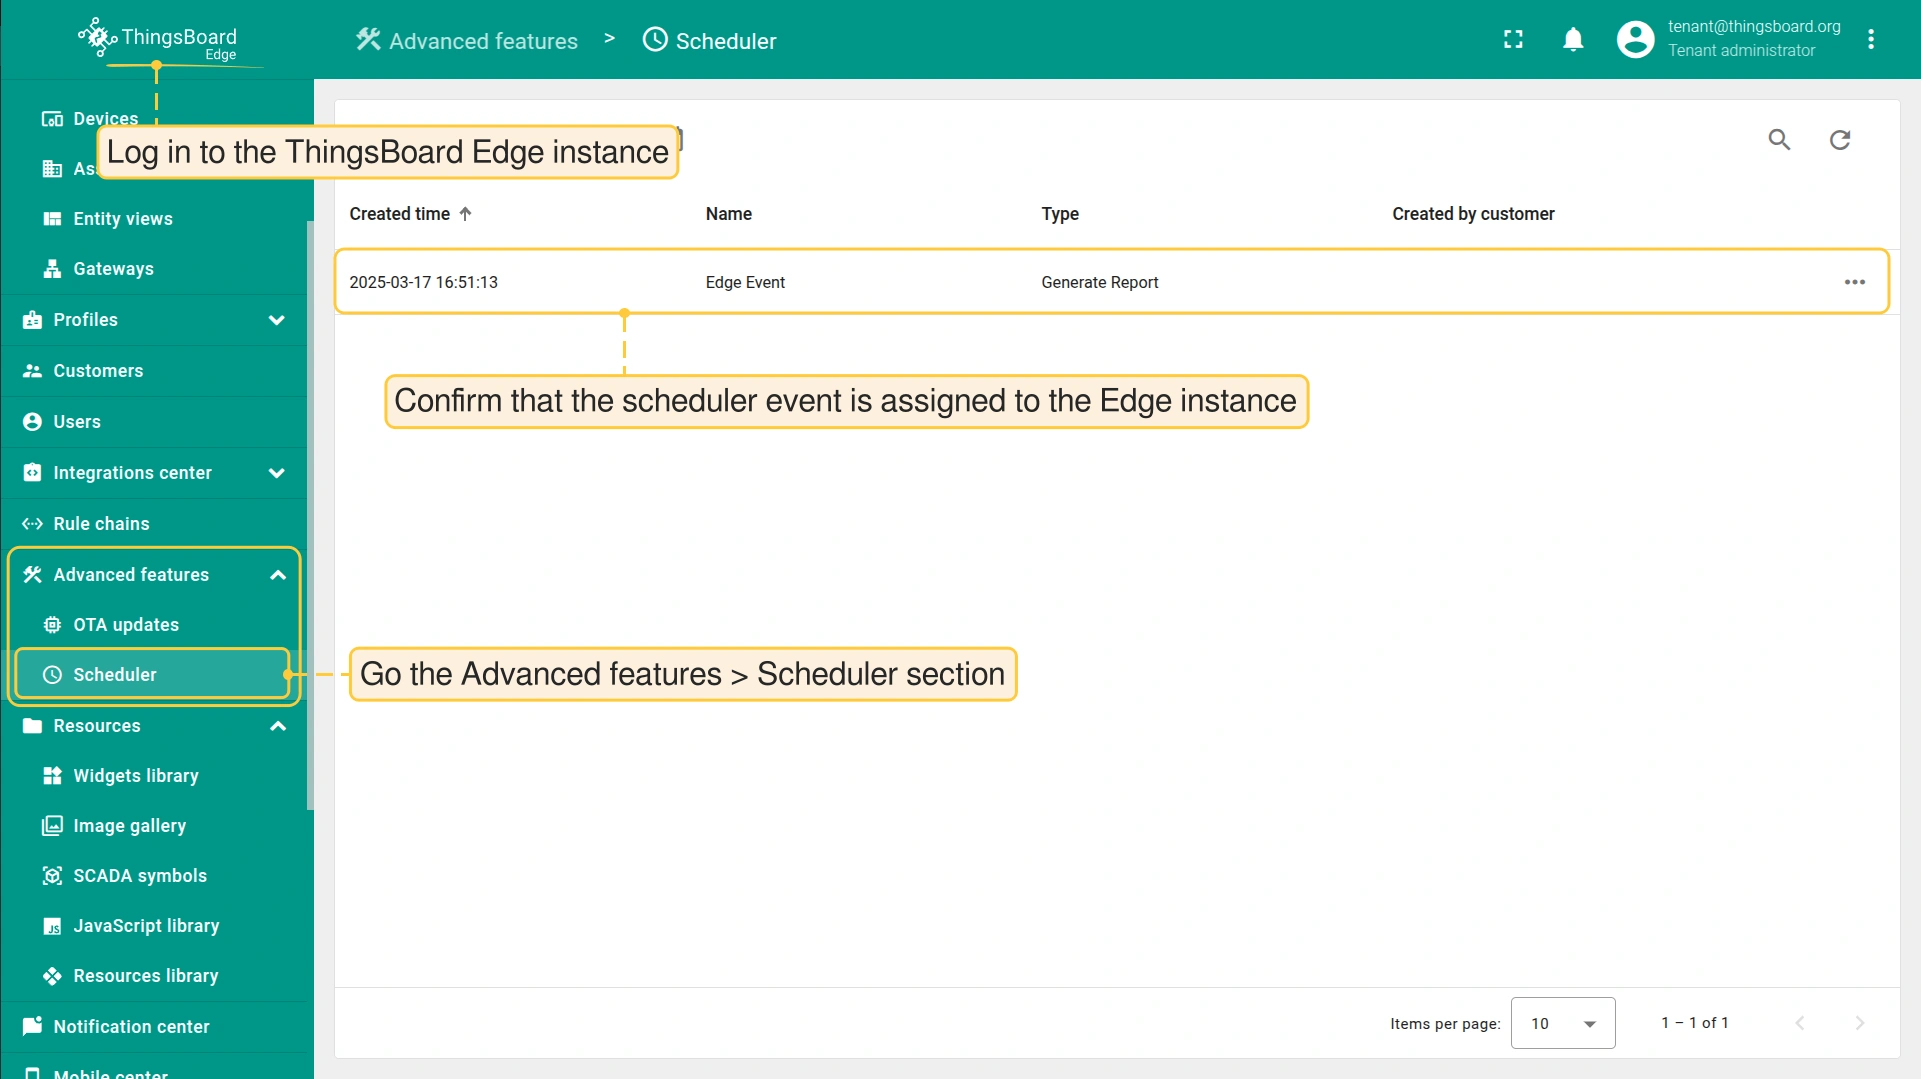 ThingsBoard
Edge
Advanced features > Scheduler
tenant@thingsboard.org
Tenant administrator
Devices
Log in to the ThingsBoard Edge instance
As
Entity views
Gateways
Profiles
Customers
Users
Integrations center
Rule chains
Advanced features
OTA updates
Scheduler
Resources
Widgets library
Image gallery
SCADA symbols
JS
JavaScript library
Resources library
Notification center
Mobile center
Created time Name Type Created by customer
2025-03-17 16:51:13 Edge Event Generate Report
Confirm that the scheduler event is assigned to the Edge instance
Go the Advanced features > Scheduler section
Items per page: 10 1 – 1 of 1